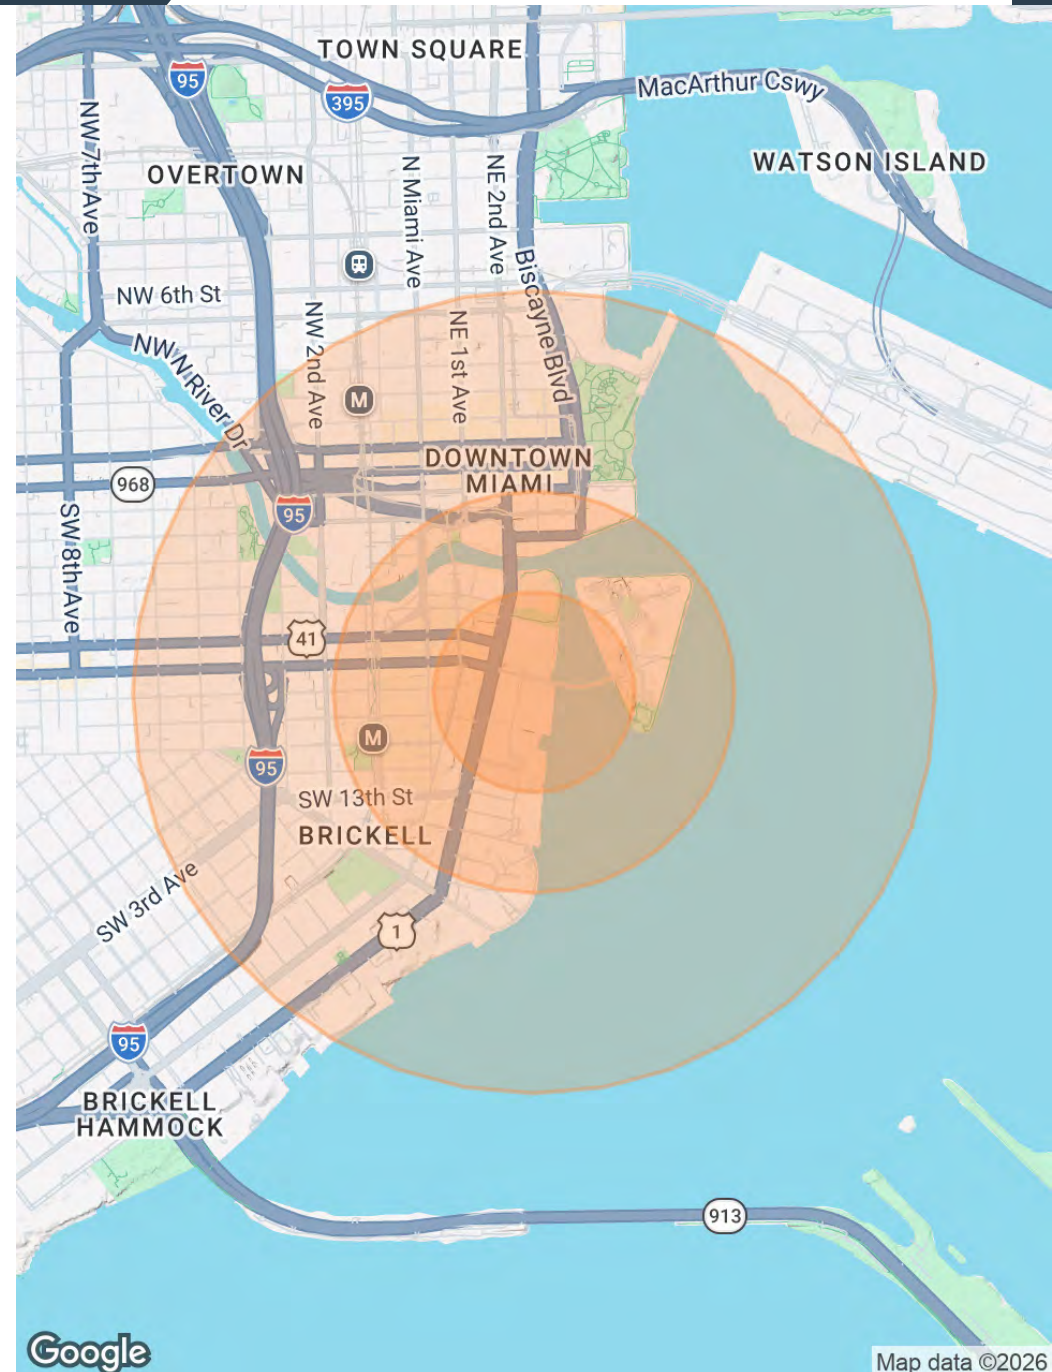 TOWN SQUARE
95
395
MacArthur Cswy
NW 7th Ave
OVERTOWN
N Miami Ave
NE 2nd Ave
WATSON ISLAND
NW 6th St
Biscayne Blvd
NW 2nd Ave
NE 1st Ave
NW N River Dr
M
DOWNTOWN
MIAMI
968
95
SW 8th Ave
41
M
95
SW 13th St
BRICKELL
SW 3rd Ave
1
95
BRICKELL
HAMMOCK
913
Google
Map data ©2026